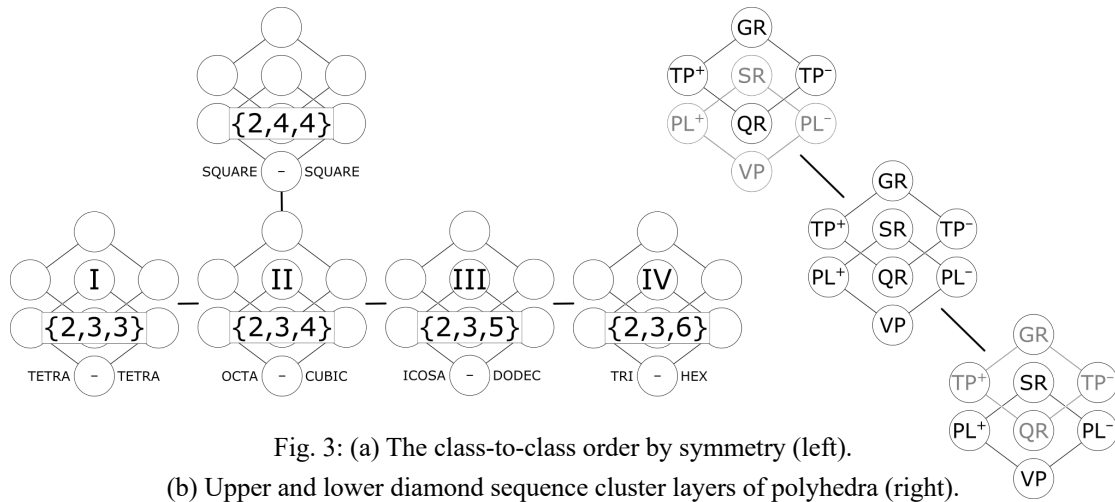 {2,4,4}
SQUARE – SQUARE
I
{2,3,3}
TETRA – TETRA
II
{2,3,4}
OCTA – CUBIC
III
{2,3,5}
ICOSA – DODEC
IV
{2,3,6}
TRI – HEX
GR
TP⁺ SR TP⁻
PL⁺ QR PL⁻
VP
GR
TP⁺ SR TP⁻
PL⁺ QR PL⁻
VP
GR
TP⁺ SR TP⁻
PL⁺ QR PL⁻
VP
Fig. 3: (a) The class-to-class order by symmetry (left).
(b) Upper and lower diamond sequence cluster layers of polyhedra (right).